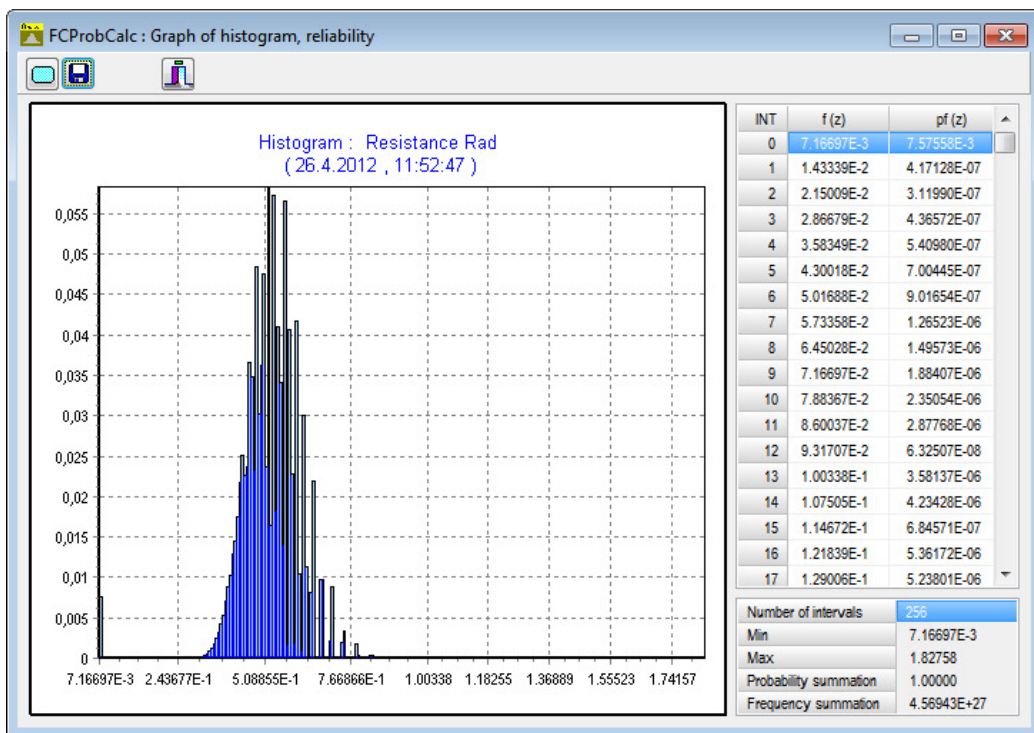 FCProbCalc : Graph of histogram, reliability
Histogram : Resistance Rad
( 26.4.2012 , 11:52:47 )
0,055
0,05
0,045
0,04
0,035
0,03
0,025
0,02
0,015
0,01
0,005
0
7.16697E-3 2.43677E-1 5.08855E-1 7.66866E-1 1.00338 1.18255 1.36889 1.55523 1.74157
INT f (z) pf (z)
0 7.16697E-3 7.57558E-3
1 1.43339E-2 4.17128E-07
2 2.15009E-2 3.11990E-07
3 2.86679E-2 4.36572E-07
4 3.58349E-2 5.40980E-07
5 4.30018E-2 7.00445E-07
6 5.01688E-2 9.01654E-07
7 5.73358E-2 1.26523E-06
8 6.45028E-2 1.49573E-06
9 7.16697E-2 1.88407E-06
10 7.88367E-2 2.35054E-06
11 8.60037E-2 2.87768E-06
12 9.31707E-2 6.32507E-08
13 1.00338E-1 3.58137E-06
14 1.07505E-1 4.23428E-06
15 1.14672E-1 6.84571E-07
16 1.21839E-1 5.36172E-06
17 1.29006E-1 5.23801E-06
Number of intervals 256
Min 7.16697E-3
Max 1.82758
Probability summation 1.00000
Frequency summation 4.56943E+27